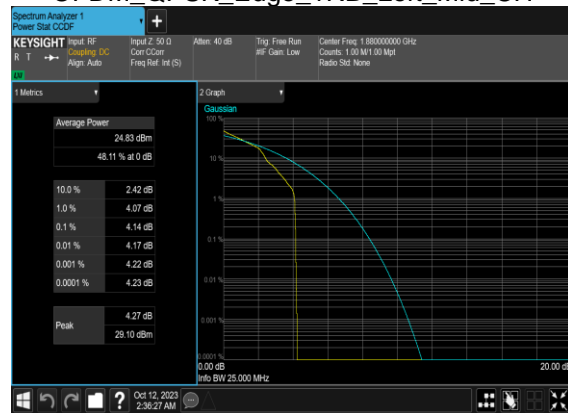 Spectrum Analyzer 1
Power Stat CCDF
+
KEYSIGHT
R T
Input: RF
Coupling: DC
Align: Auto
Input Z: 50 Ω
Corr CCorr
Freq Ref: Int (S)
Atten: 40 dB
Trig: Free Run
#IF Gain: Low
Center Freq: 1.880000000 GHz
Counts: 1.00 M/1.00 Mpt
Radio Std: None
1 Metrics
Average Power
24.83 dBm
48.11 % at 0 dB
10.0 % 2.42 dB
1.0 % 4.07 dB
0.1 % 4.14 dB
0.01 % 4.17 dB
0.001 % 4.22 dB
0.0001 % 4.23 dB
Peak
4.27 dB
29.10 dBm
2 Graph
Gaussian
100 %
10 %
1 %
0.1 %
0.01 %
0.001 %
0.0001 %
0.00 dB
20.00 dB
Info BW 25.000 MHz
?
Oct 12, 2023
2:36:27 AM